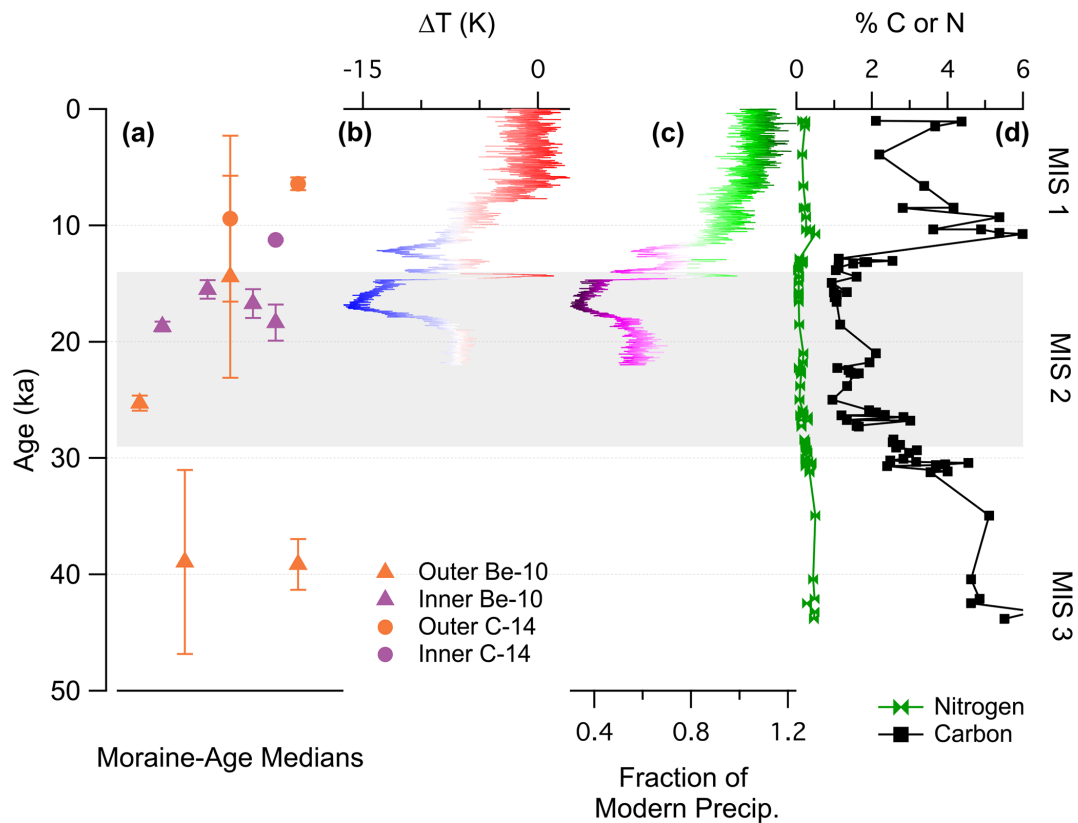 ΔT (K)
% C or N
-15
0
0
2
4
6
0
10
20
30
40
50
Age (ka)
(a)
(b)
(c)
(d)
MIS 1
MIS 2
MIS 3
Outer Be-10
Inner Be-10
Outer C-14
Inner C-14
Moraine-Age Medians
0.4
0.8
1.2
Fraction of
Modern Precip.
Nitrogen
Carbon